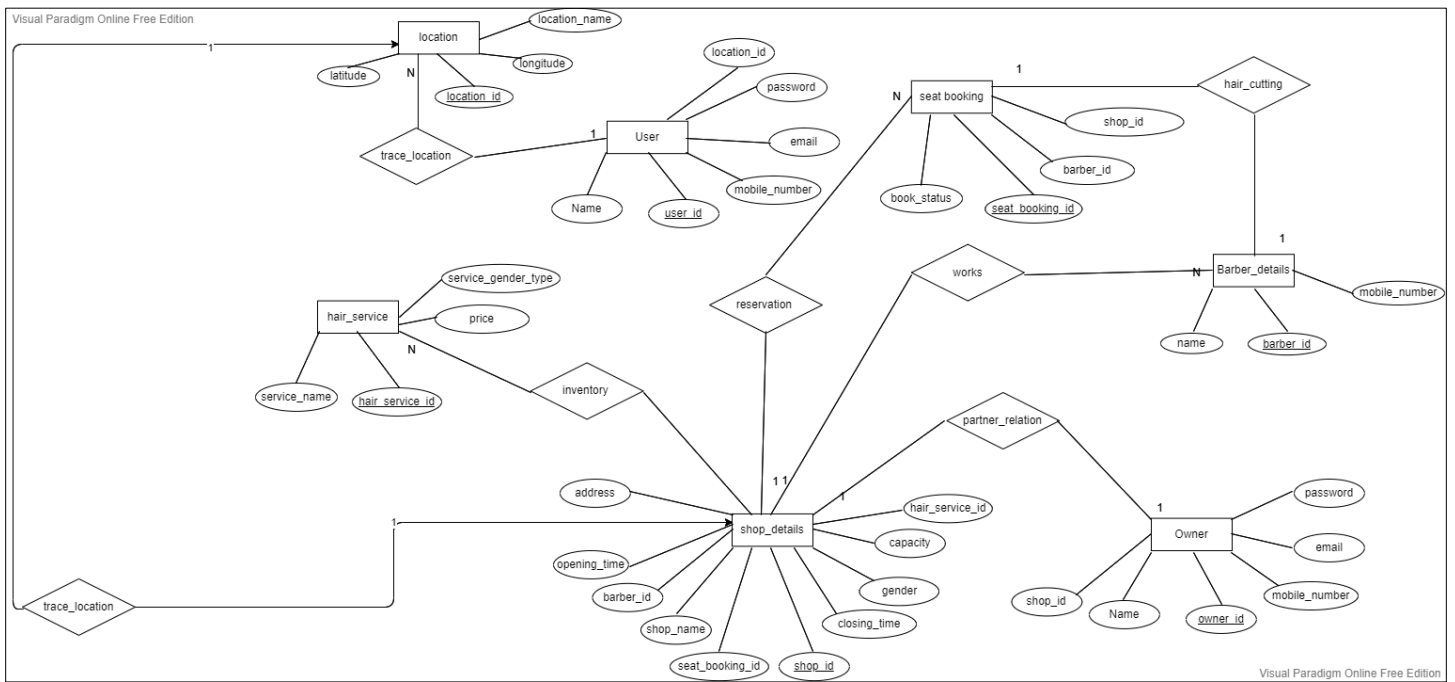 Visual Paradigm Online Free Edition
location_name
location
1
latitude
longitude
N
location_id
trace_location
1
location_id
password
User
email
mobile_number
Name
user_id
1
hair_cutting
seat booking
N
shop_id
barber_id
book_status
seat_booking_id
1
works
Barber_details
N
mobile_number
name
barber_id
reservation
service_gender_type
hair_service
price
N
service_name
hair_service_id
inventory
partner_relation
1 1
1
address
hair_service_id
shop_details
1
capacity
opening_time
gender
barber_id
closing_time
shop_name
seat_booking_id
shop_id
trace_location
password
1
Owner
email
mobile_number
shop_id
Name
owner_id
Visual Paradigm Online Free Edition